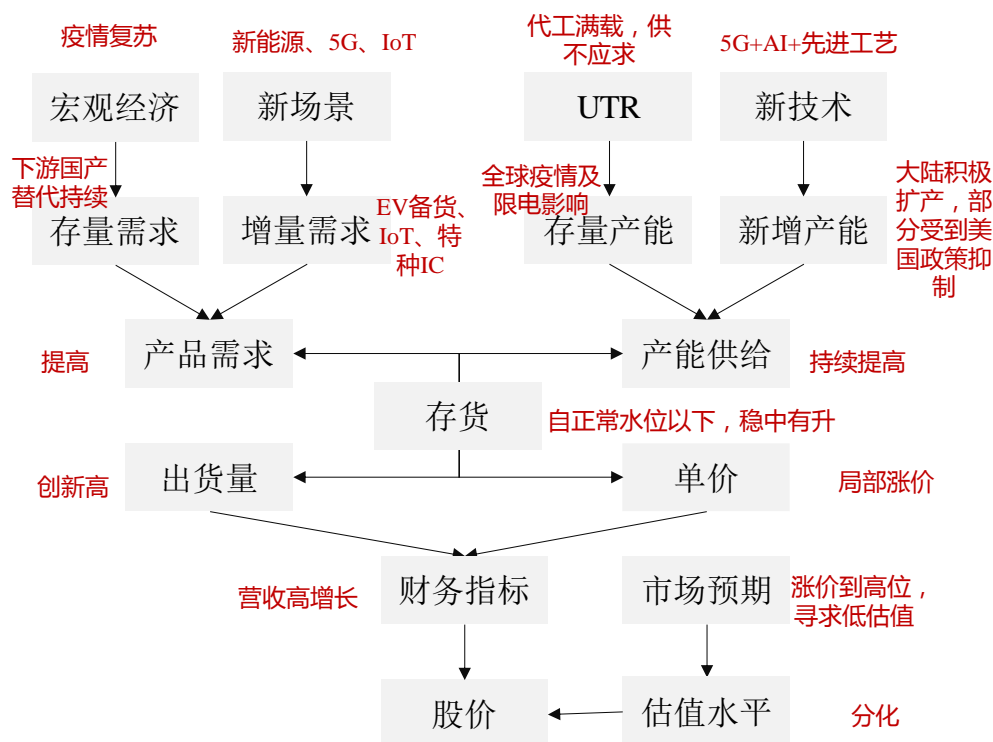 疫情复苏
新能源、5G、IoT
代工满载，供
不应求
5G+AI+先进工艺
宏观经济
新场景
UTR
新技术
下游国产
替代持续
全球疫情及
限电影响
大陆积极
扩产，部
分受到美
国政策抑
制
存量需求
增量需求
EV备货、
IoT、特
种IC
存量产能
新增产能
提高
产品需求
产能供给
持续提高
存货
自正常水位以下，稳中有升
创新高
出货量
单价
局部涨价
营收高增长
财务指标
市场预期
涨价到高位，
寻求低估值
股价
估值水平
分化